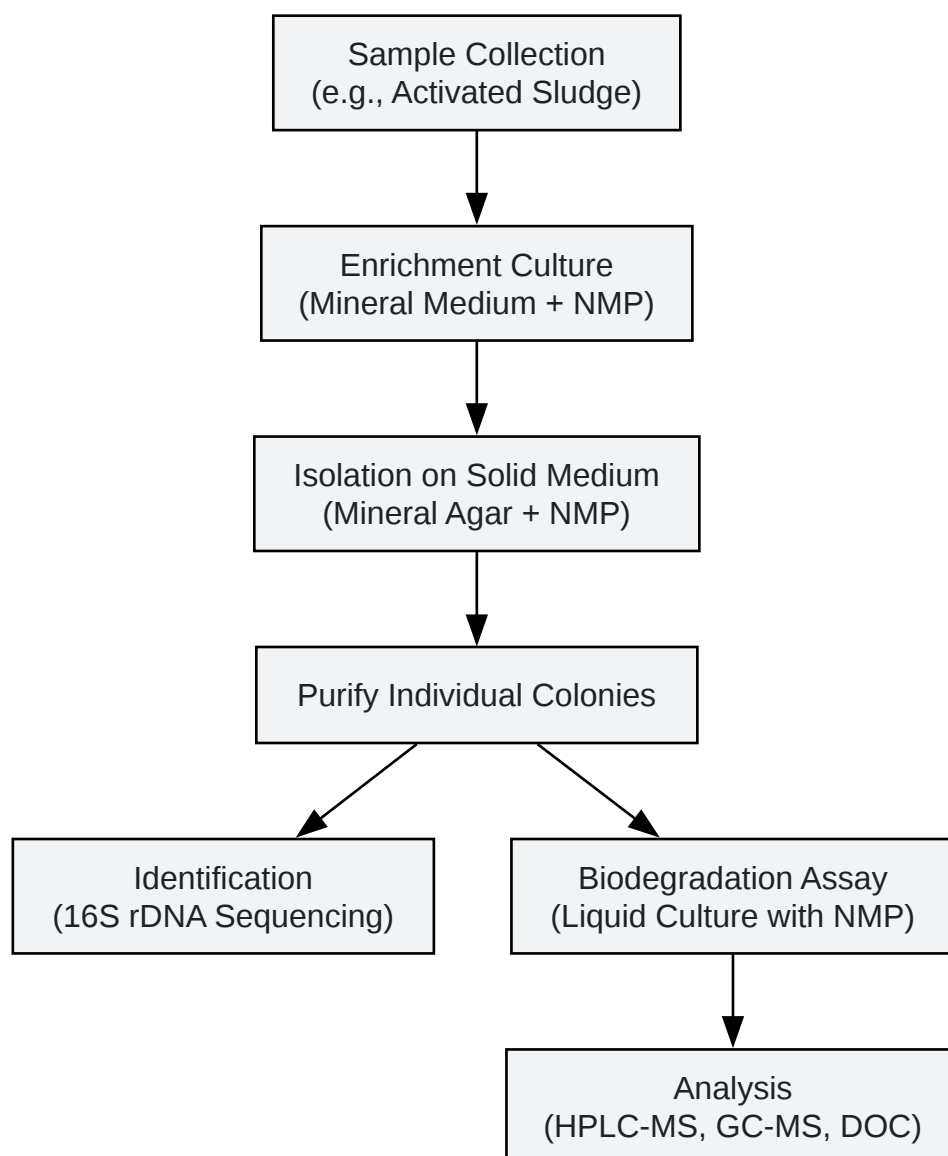 Sample Collection
(e.g., Activated Sludge)
Enrichment Culture
(Mineral Medium + NMP)
Isolation on Solid Medium
(Mineral Agar + NMP)
Purify Individual Colonies
Identification
(16S rDNA Sequencing)
Biodegradation Assay
(Liquid Culture with NMP)
Analysis
(HPLC-MS, GC-MS, DOC)